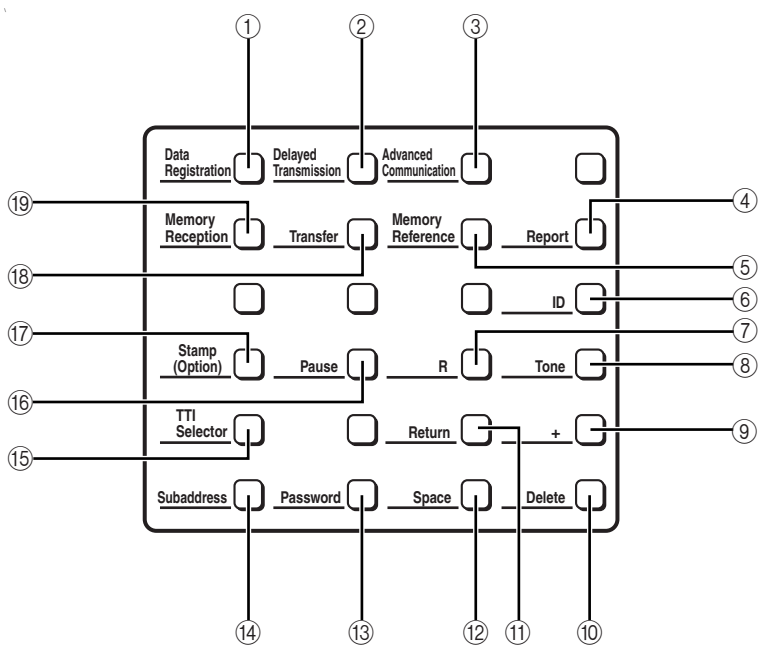 ① ② ③
Data Registration
Delayed Transmission
Advanced Communication
⑲ ④
Memory Reception
Transfer
Memory Reference
Report
⑱ ⑤
ID
⑥
⑰ ⑦
Stamp (Option)
Pause
R
Tone
⑧
⑯
TTI Selector
Return
+
⑨
⑮
Subaddress
Password
Space
Delete
⑭ ⑬ ⑫ ⑪ ⑩